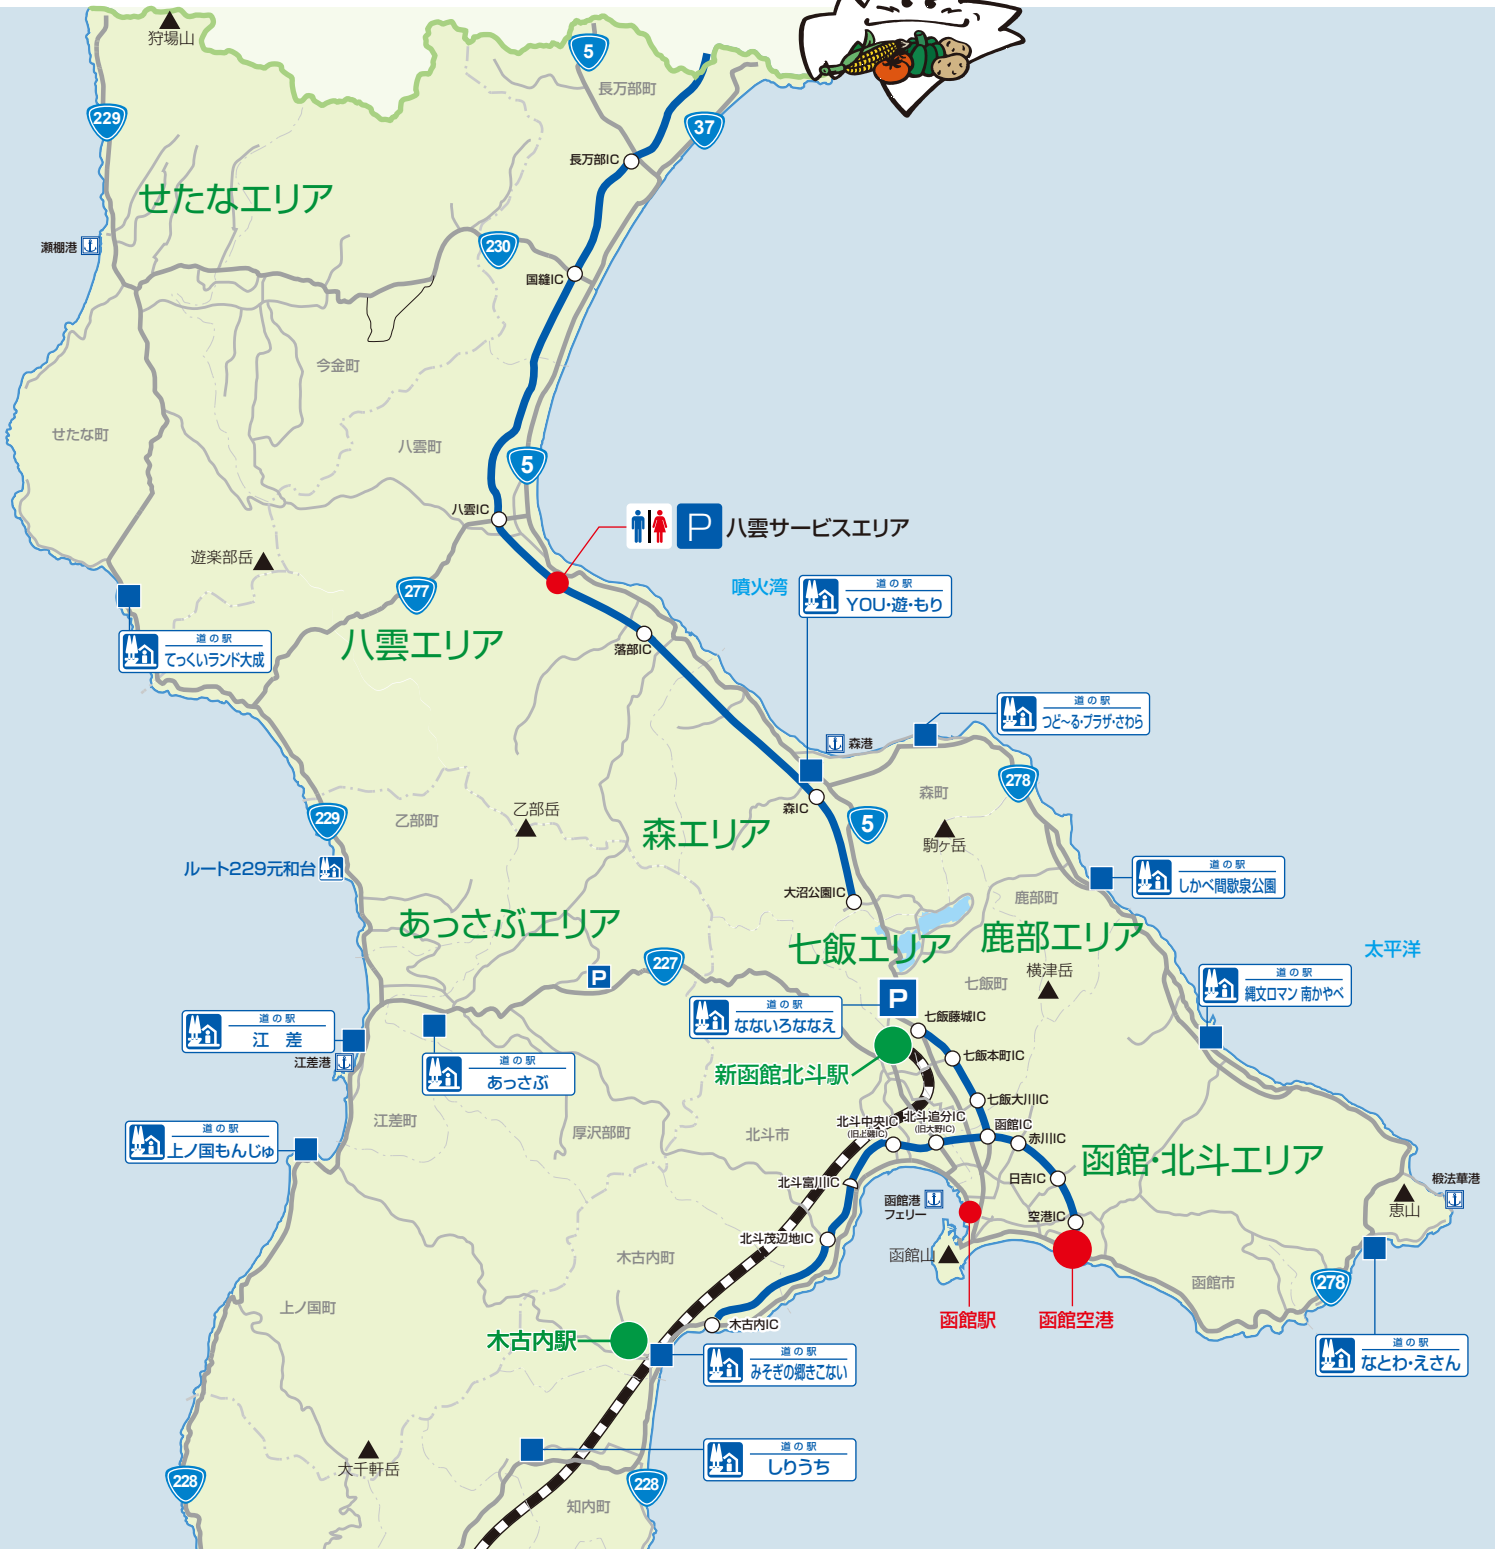 狩場山
5
長万部町
229
37
長万部IC
せたなエリア
瀬棚港
230
国縫IC
今金町
せたな町
八雲町
5
八雲IC
P 八雲サービスエリア
遊楽部岳
277
噴火湾
道の駅
YOU・遊・もり
道の駅
てっくいランド大成
八雲エリア
落部IC
道の駅
つど～る・プラザ・さわら
森港
278
森町
229
乙部町
乙部岳
森エリア
森IC
5
駒ヶ岳
ルート229元和台
道の駅
しかべ間歇泉公園
大沼公園IC
鹿部町
あっさぶエリア
七飯エリア
鹿部エリア
太平洋
227
P
横津岳
七飯町
道の駅
縄文ロマン 南かやべ
P
道の駅
なないろななえ
道の駅
江 差
七飯藤城IC
江差港
道の駅
あっさぶ
新函館北斗駅
七飯本町IC
七飯大川IC
江差町
厚沢部町
北斗市
北斗中央IC
(旧上磯IC)
北斗追分IC
(旧大野IC)
函館IC
赤川IC
道の駅
上ノ国もんじゅ
函館・北斗エリア
北斗富川IC
日吉IC
函館港
フェリー
椴法華港
恵山
空港IC
北斗茂辺地IC
木古内町
函館山
函館市
278
上ノ国町
函館駅
函館空港
木古内IC
木古内駅
道の駅
みそぎの郷きこない
道の駅
なとわ・えさん
道の駅
しりうち
大千軒岳
228
228
知内町